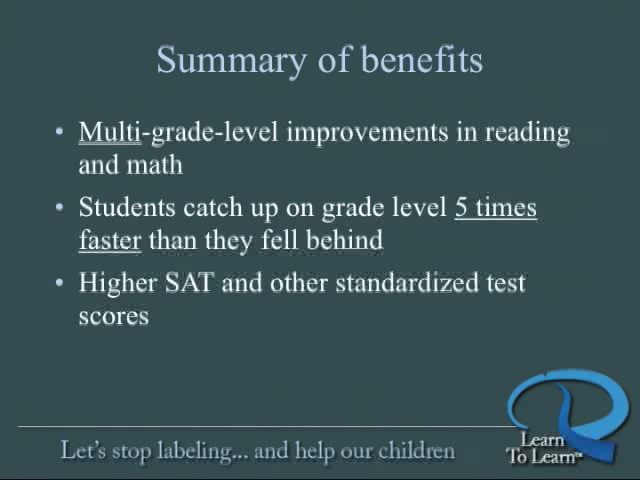 Summary of benefits
• Multi-grade-level improvements in reading
and math
• Students catch up on grade level 5 times
faster than they fell behind
• Higher SAT and other standardized test
scores
Let's stop labeling... and help our children
Learn
To Learn™